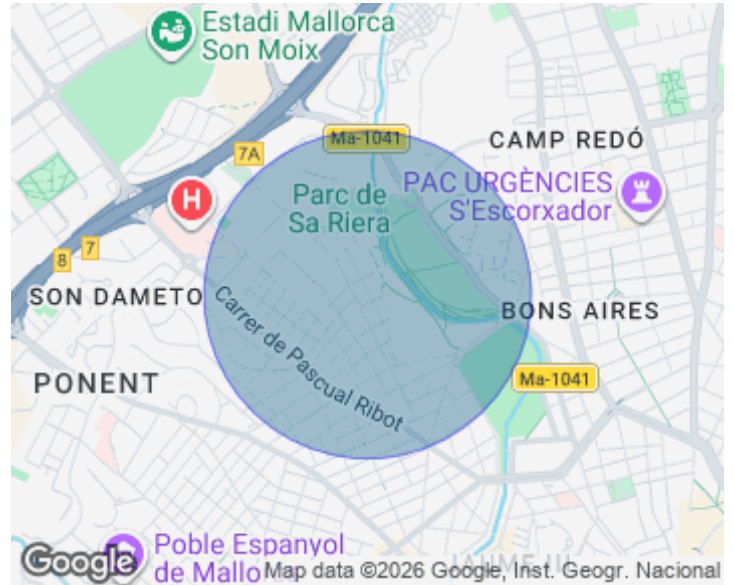 Estadi Mallorca
Son Moix
Ma-1041
7A
CAMP REDÓ
PAC URGÈNCIES
S'Escorxador
H
Parc de
Sa Riera
7
8
SON DAMETO
BONS AIRES
Carrer de Pascual Ribot
PONENT
Ma-1041
Poble Espanyol
de Mallo
Google
Map data ©2026 Google, Inst. Geogr. Nacional